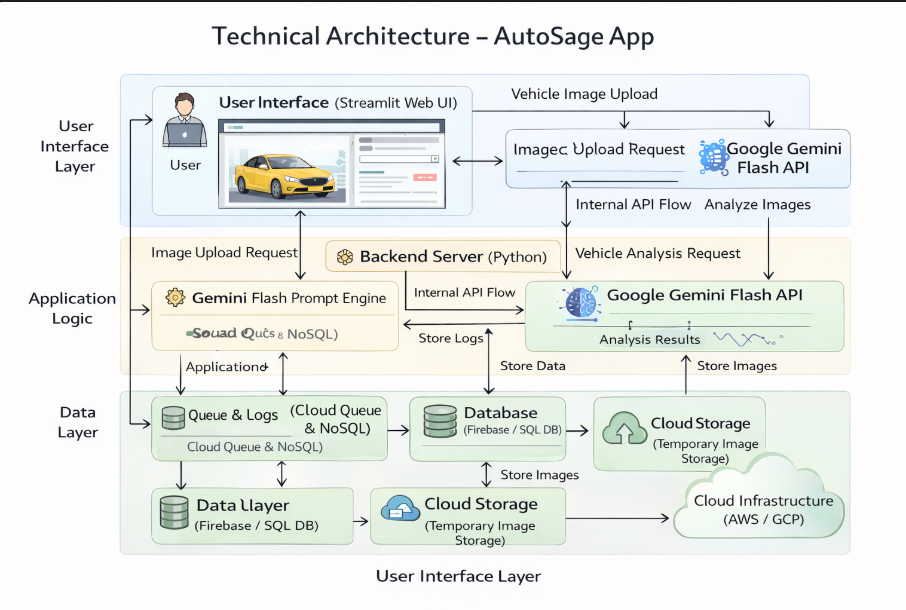 Technical Architecture – AutoSage App
User
Interface
Layer
User Interface (Streamlit Web UI)
User
Vehicle Image Upload
Upload Request
Google Gemini
Flash API
Internal API Flow
Analyze Images
Application
Logic
Image Upload Request
Backend Server (Python)
Vehicle Analysis Request
Gemini Flash Prompt Engine
& NoSQL)
Internal API Flow
Google Gemini Flash API
Analysis Results
Store Logs
Store Data
Store Images
Data
Layer
Queue & Logs
(Cloud Queue
& NoSQL)
Cloud Queue & NoSQL)
Database
(Firebase / SQL DB)
Cloud Storage
(Temporary Image
Storage)
Store Images
Data
(Firebase / SQL DB)
Cloud Storage
(Temporary Image
Storage)
Cloud Infrastructure
(AWS / GCP)
User Interface Layer